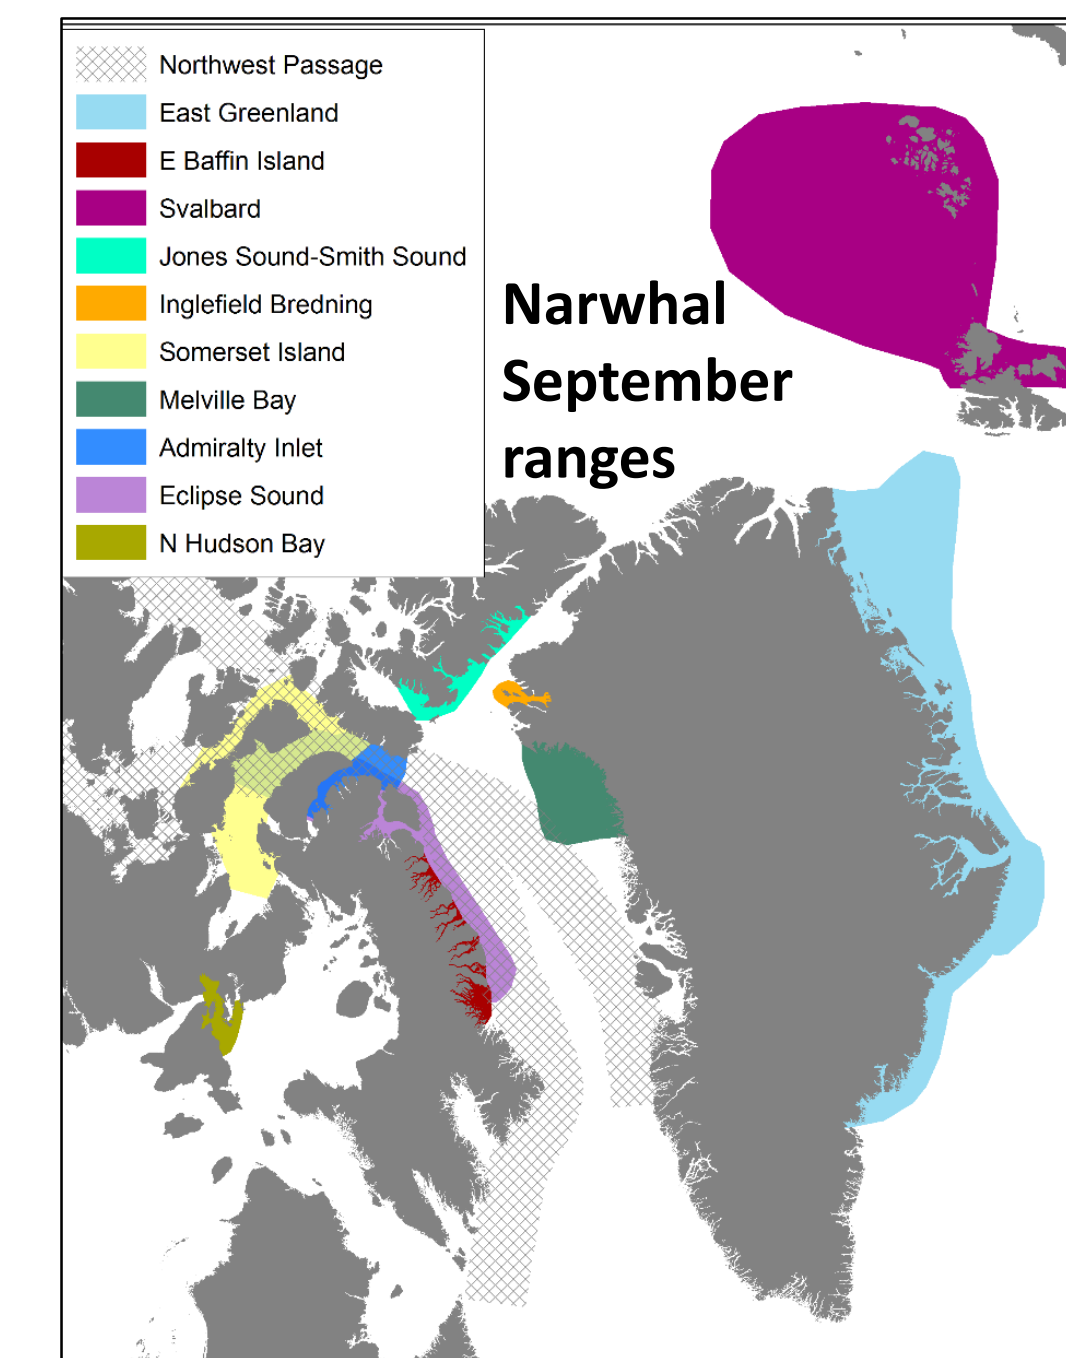 Northwest Passage
East Greenland
E Baffin Island
Svalbard
Jones Sound-Smith Sound
Inglefield Bredning
Somerset Island
Melville Bay
Admiralty Inlet
Eclipse Sound
N Hudson Bay
Narwhal
September
ranges